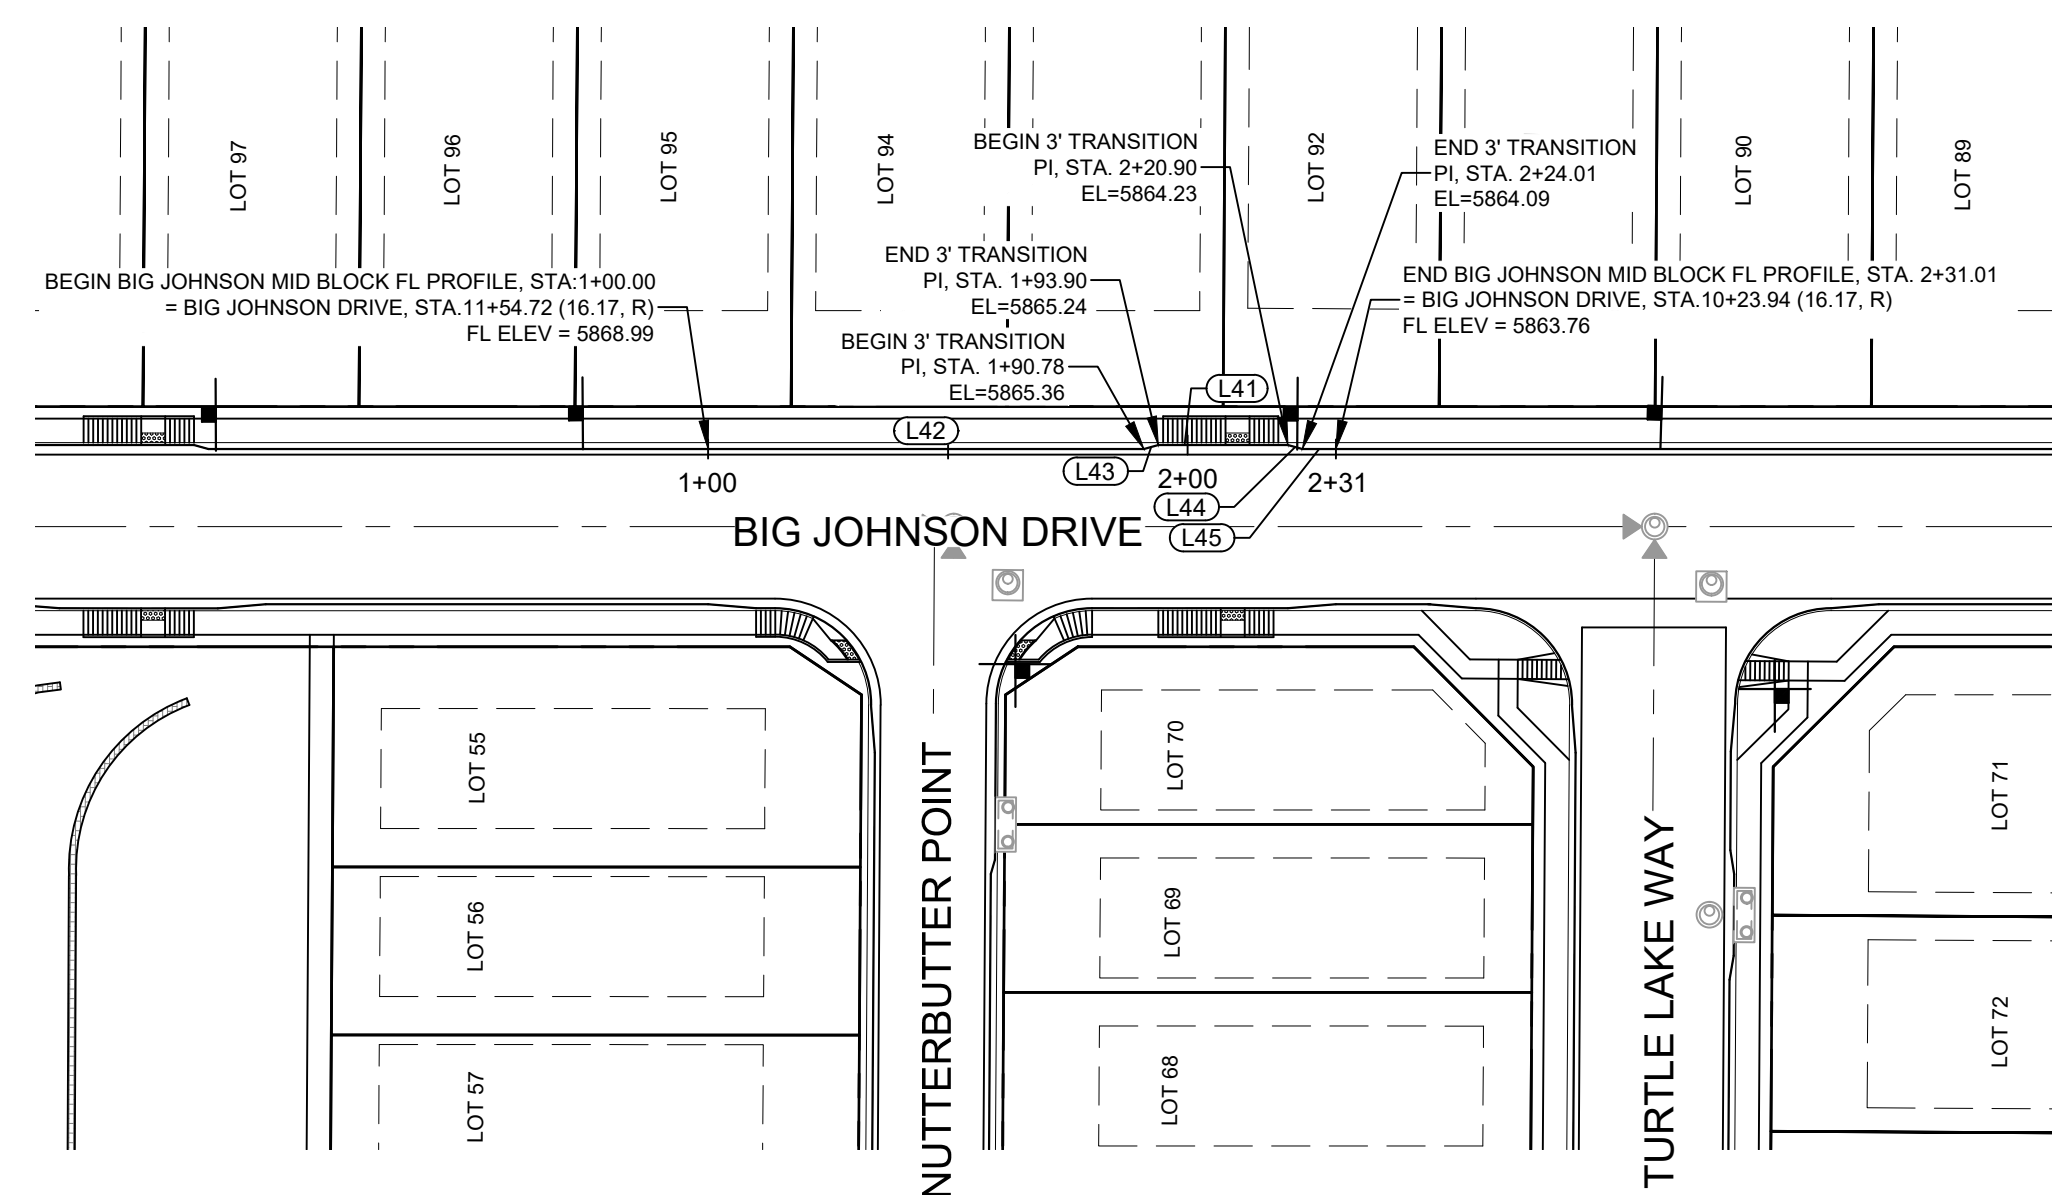 LOT 97
LOT 96
LOT 95
LOT 94
LOT 92
LOT 90
LOT 89
BEGIN 3' TRANSITION
PI, STA. 2+20.90
EL=5864.23
END 3' TRANSITION
PI, STA. 2+24.01
EL=5864.09
END 3' TRANSITION
PI, STA. 1+93.90
EL=5865.24
BEGIN BIG JOHNSON MID BLOCK FL PROFILE, STA:1+00.00
= BIG JOHNSON DRIVE, STA.11+54.72 (16.17, R)
FL ELEV = 5868.99
END BIG JOHNSON MID BLOCK FL PROFILE, STA. 2+31.01
= BIG JOHNSON DRIVE, STA.10+23.94 (16.17, R)
FL ELEV = 5863.76
BEGIN 3' TRANSITION
PI, STA. 1+90.78
EL=5865.36
L41
L42
L43
1+00
2+00
2+31
L44
L45
BIG JOHNSON DRIVE
LOT 55
LOT 70
LOT 71
LOT 56
LOT 69
LOT 72
LOT 57
LOT 68
NUTTERBUTTER POINT
TURTLE LAKE WAY